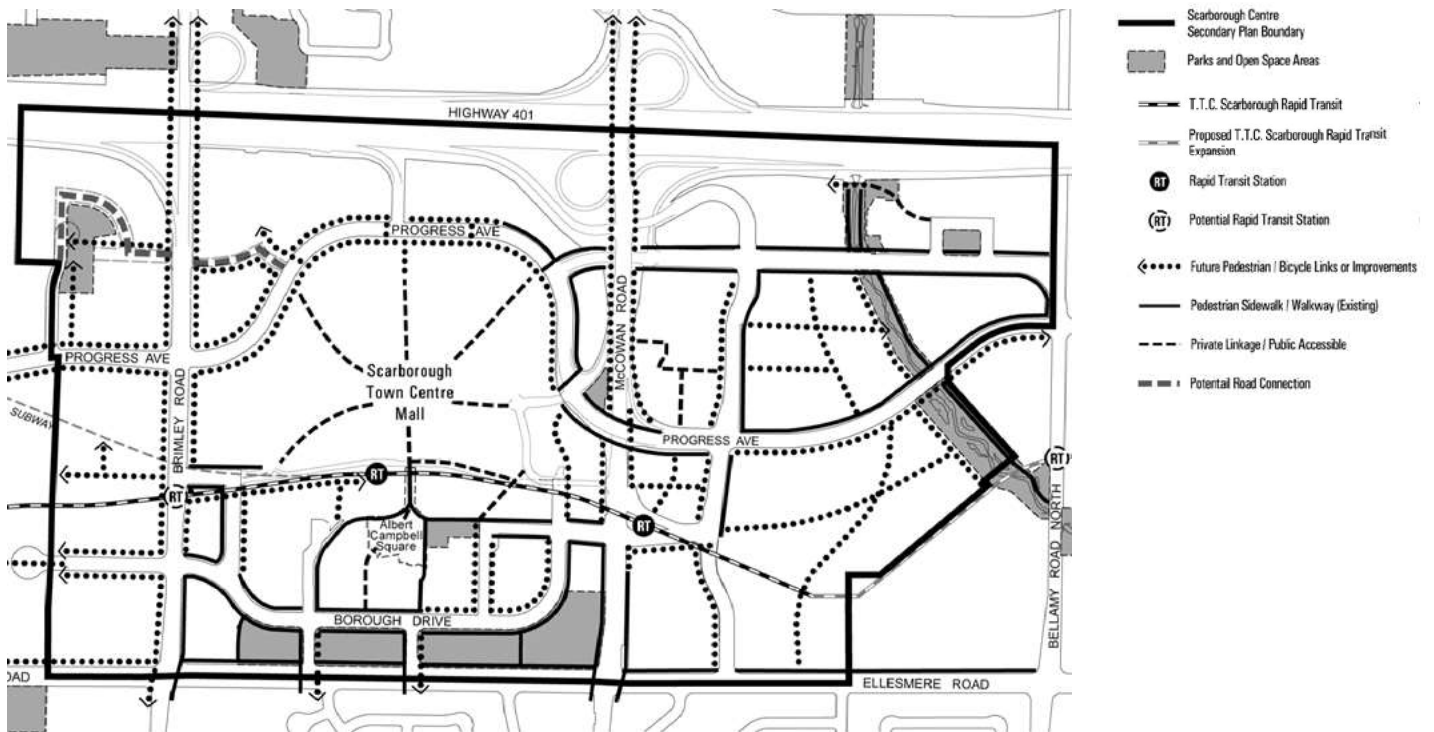 HIGHWAY 401
PROGRESS AVE
PROGRESS AVE
SUBWAY
BRIMLEY ROAD
Scarborough
Town Centre
Mall
McCOWAN ROAD
PROGRESS AVE
RT
RT
RT
RT
Albert
Campbell
Square
BOROUGH DRIVE
BELLAMY ROAD NORTH
ELLESMERE ROAD
OAD
Scarborough Centre
Secondary Plan Boundary
Parks and Open Space Areas
T.T.C. Scarborough Rapid Transit
Proposed T.T.C. Scarborough Rapid Transit
Expansion
RT Rapid Transit Station
RT Potential Rapid Transit Station
Future Pedestrian / Bicycle Links or Improvements
Pedestrian Sidewalk / Walkway (Existing)
Private Linkage / Public Accessible
Potentail Road Connection